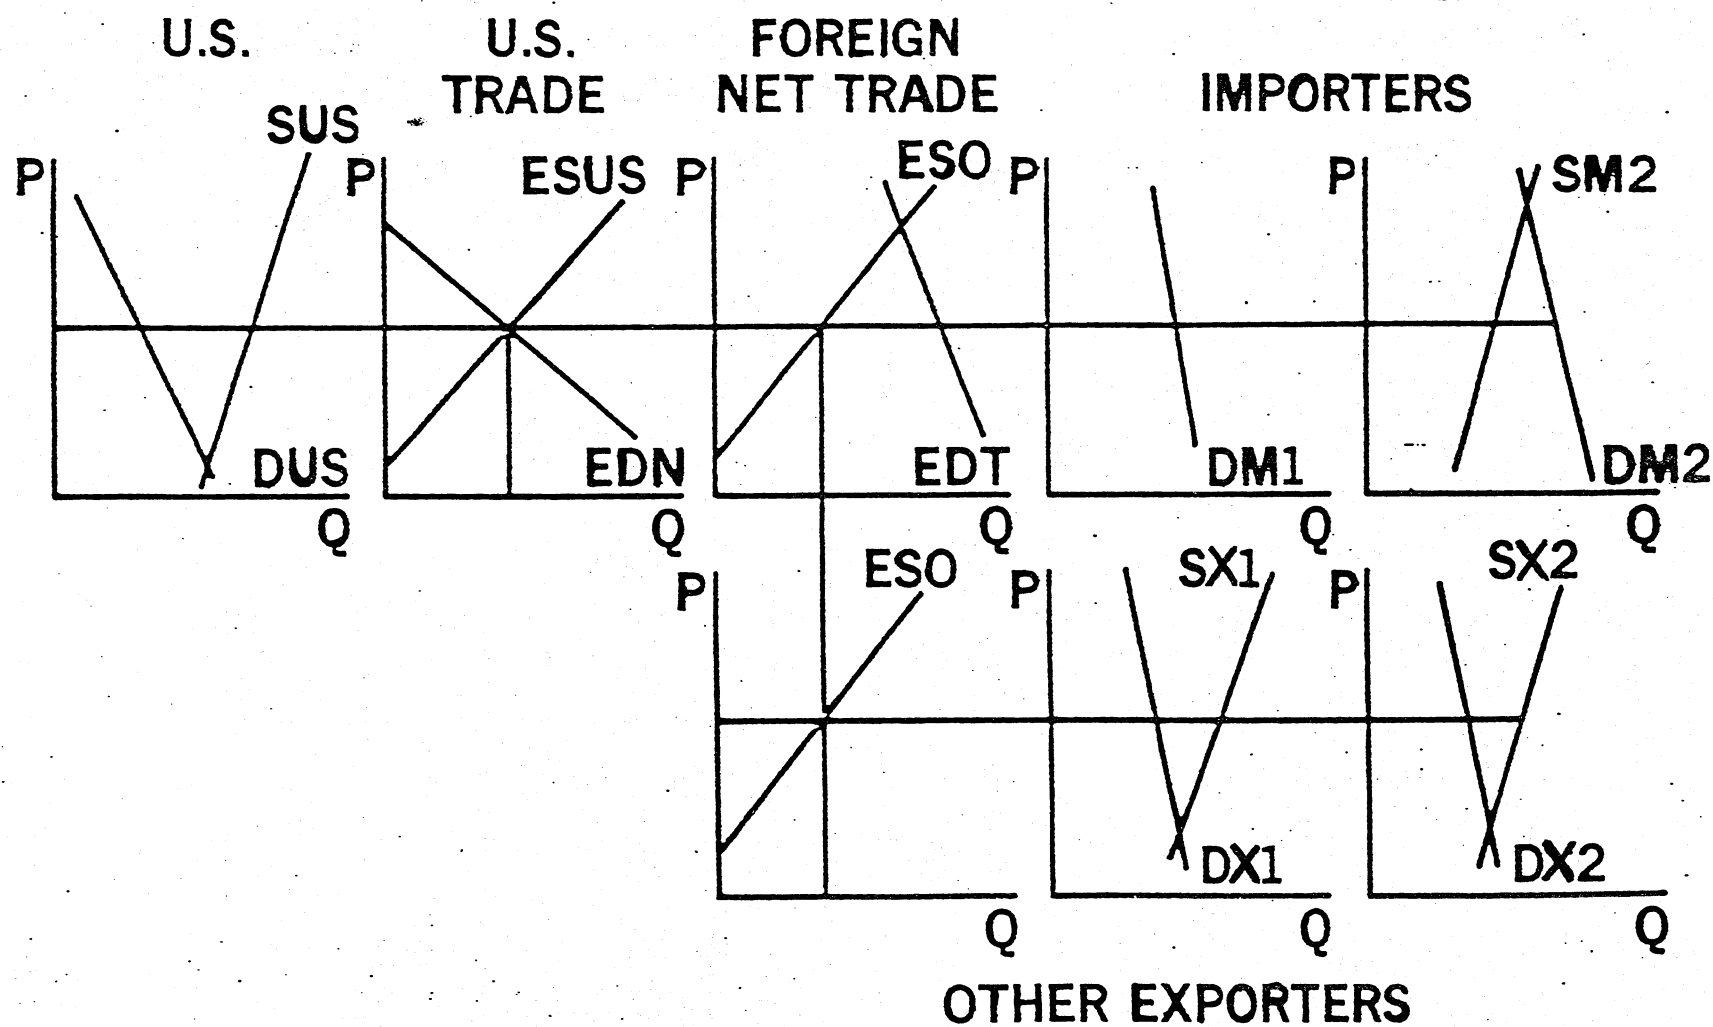 U.S.
U.S.
TRADE
FOREIGN
NET TRADE
IMPORTERS
SUS
P
DUS
Q
P
ESUS
EDN
Q
P
ESO
EDT
Q
P
DM1
Q
P
SM2
DM2
Q
P
ESO
Q
P
SX1
DX1
Q
P
SX2
DX2
Q
OTHER EXPORTERS